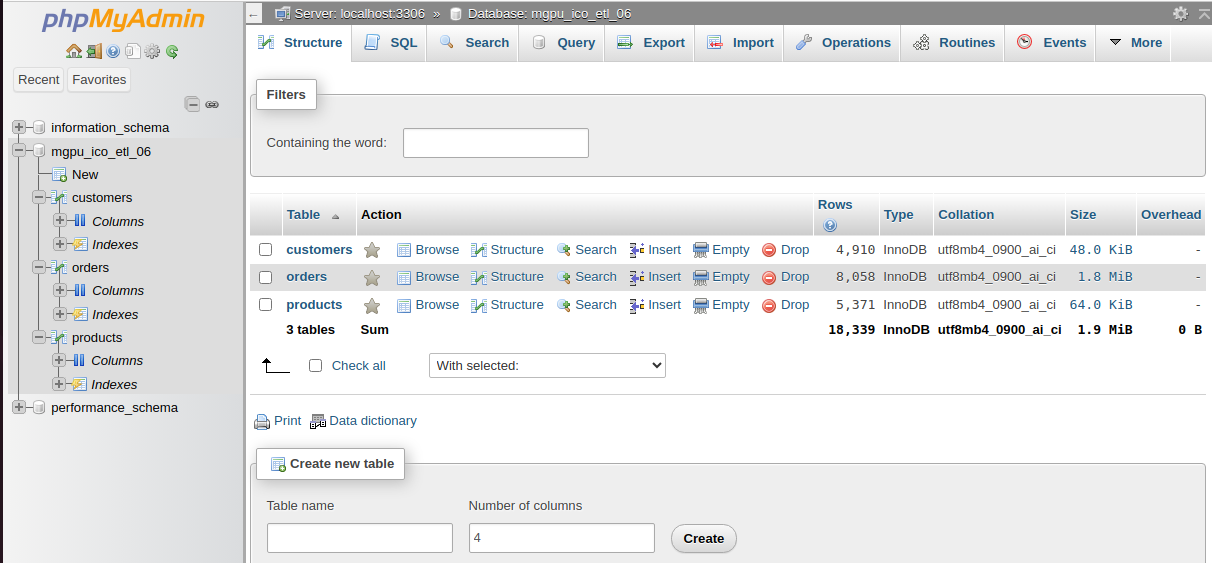 phpMyAdmin
Recent Favorites
information_schema
mgpu_ico_etl_06
New
customers
Columns
Indexes
orders
Columns
Indexes
products
Columns
Indexes
performance_schema
Server: localhost:3306 » Database: mgpu_ico_etl_06
Structure SQL Search Query Export Import Operations Routines Events More
Filters
Containing the word:
Table Action Rows Type Collation Size Overhead
customers Browse Structure Search Insert Empty Drop 4,910 InnoDB utf8mb4_0900_ai_ci 48.0 KiB -
orders Browse Structure Search Insert Empty Drop 8,058 InnoDB utf8mb4_0900_ai_ci 1.8 MiB -
products Browse Structure Search Insert Empty Drop 5,371 InnoDB utf8mb4_0900_ai_ci 64.0 KiB -
3 tables Sum 18,339 InnoDB utf8mb4_0900_ai_ci 1.9 MiB 0 B
Check all With selected:
Print Data dictionary
Create new table
Table name Number of columns
4 Create